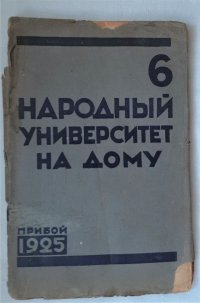 6
НАРОДНЫЙ
УНИВЕРСИТЕТ
НА ДОМУ
ПРИБОЙ
1925